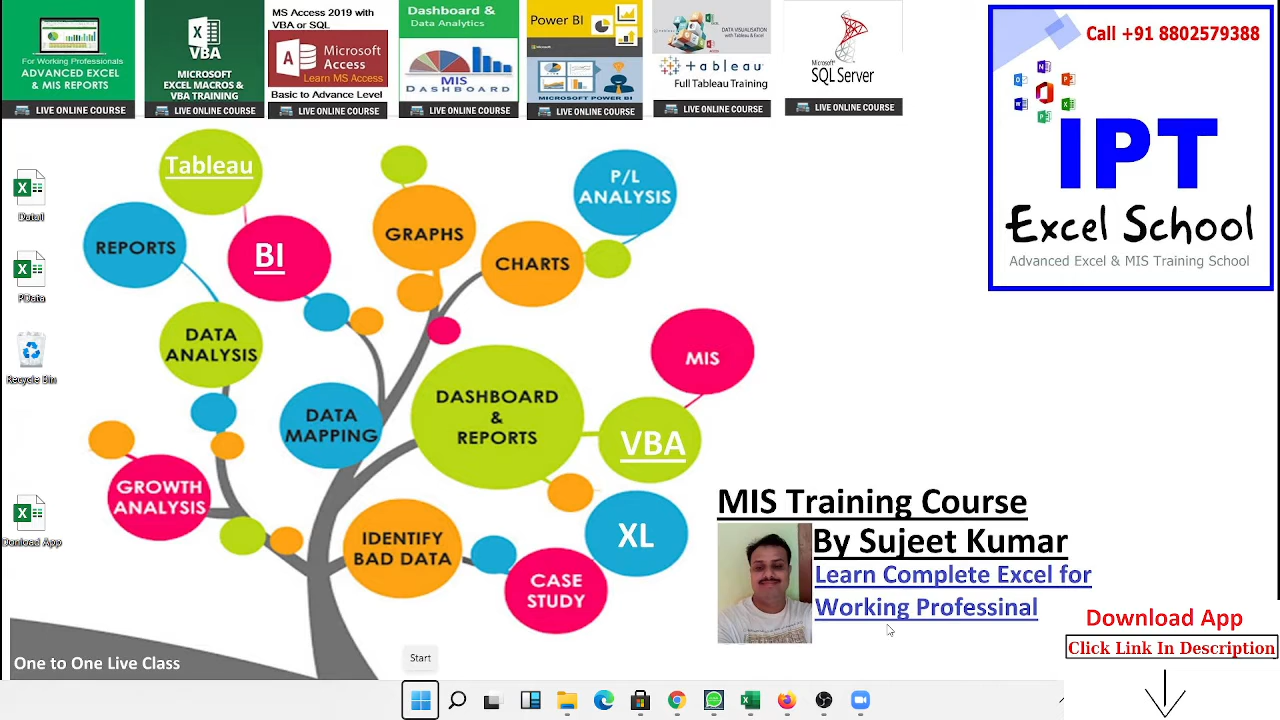 For Working Professionals
ADVANCED EXCEL
& MIS REPORTS
LIVE ONLINE COURSE
VBA
MICROSOFT
EXCEL MACROS &
VBA TRAINING
LIVE ONLINE COURSE
MS Access 2019 with
VBA or SQL
Microsoft
Access
Learn MS Access
Basic to Advance Level
LIVE ONLINE COURSE
Dashboard &
Data Analytics
MIS
DASHBOARD
LIVE ONLINE COURSE
Power BI
MICROSOFT POWER BI
LIVE ONLINE COURSE
DATA VISUALISATION
with Tableau & Excel
+ableau
Full Tableau Training
LIVE ONLINE COURSE
Microsoft
SQL Server
LIVE ONLINE COURSE
Call +91 8802579388
IPT
Excel School
Advanced Excel & MIS Training School
Tableau
REPORTS
BI
GRAPHS
CHARTS
P/L
ANALYSIS
DATA
ANALYSIS
DATA
MAPPING
DASHBOARD
&
REPORTS
MIS
VBA
GROWTH
ANALYSIS
IDENTIFY
BAD DATA
XL
CASE
STUDY
PData
Recycle Bin
Donload App
MIS Training Course
By Sujeet Kumar
Learn Complete Excel for
Working Professinal
Download App
Click Link In Description
One to One Live Class
Start